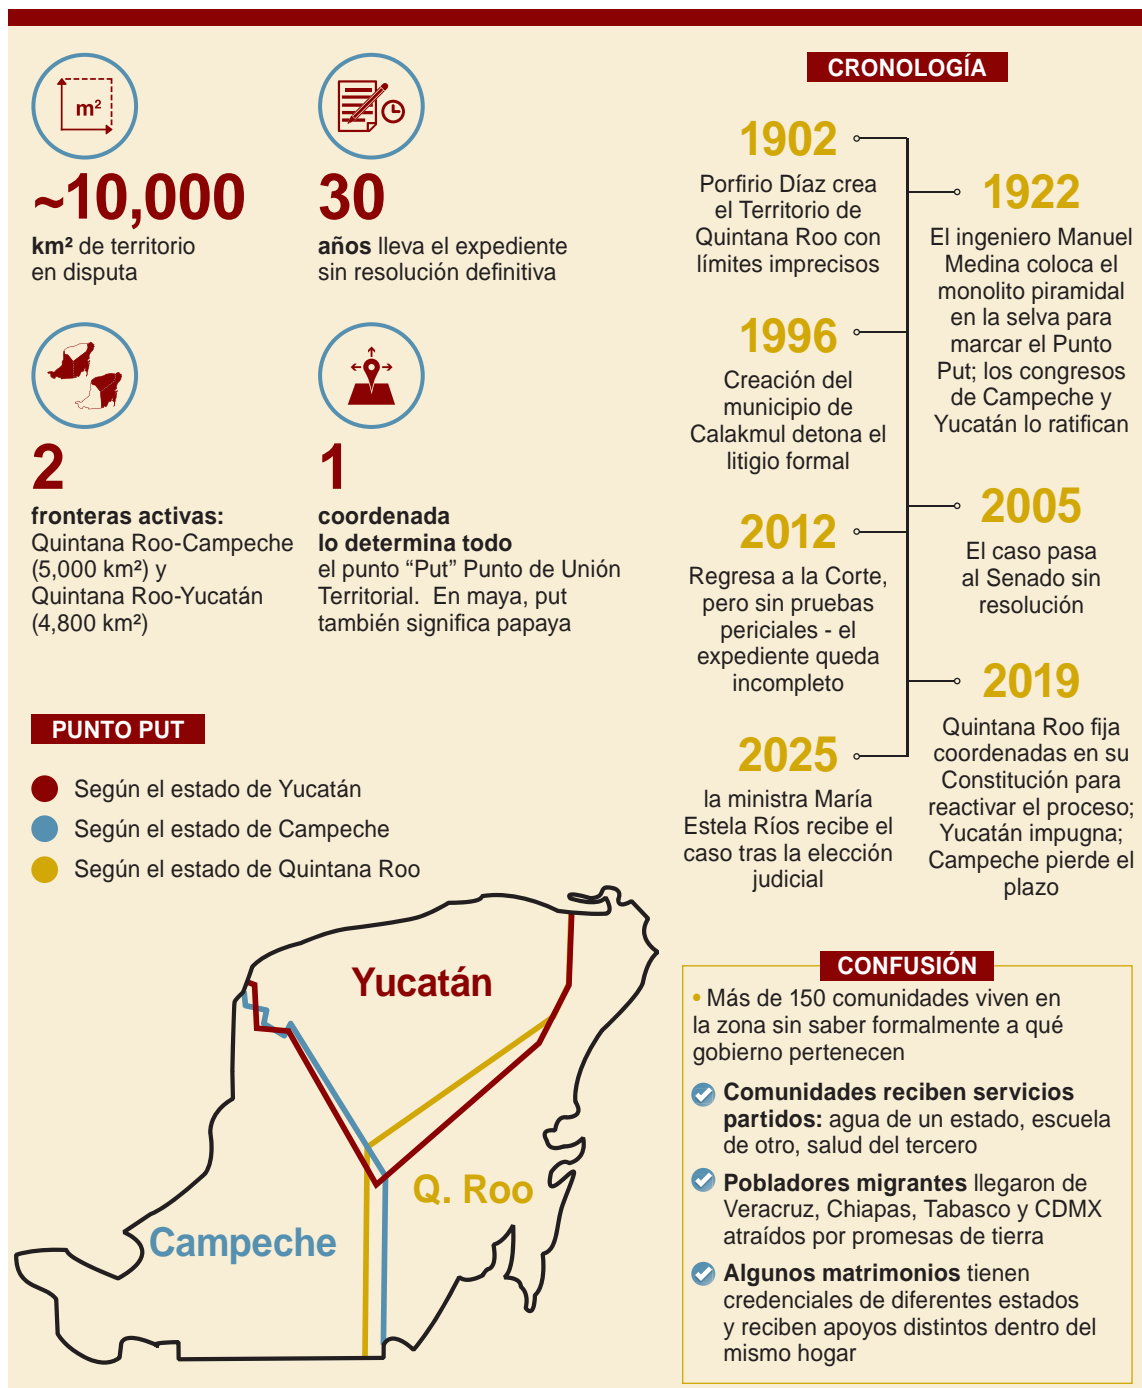 m²
~10,000
km² de territorio
en disputa
30
años lleva el expediente
sin resolución definitiva
2
fronteras activas:
Quintana Roo-Campeche
(5,000 km²) y
Quintana Roo-Yucatán
(4,800 km²)
1
coordenada
lo determina todo
el punto “Put” Punto de Unión
Territorial. En maya, put
también significa papaya
CRONOLOGÍA
1902
Porfirio Díaz crea
el Territorio de
Quintana Roo con
límites imprecisos
1922
El ingeniero Manuel
Medina coloca el
monolito piramidal
en la selva para
marcar el Punto
Put; los congresos
de Campeche y
Yucatán lo ratifican
1996
Creación del
municipio de
Calakmul detona el
litigio formal
2005
El caso pasa
al Senado sin
resolución
2012
Regresa a la Corte,
pero sin pruebas
periciales - el
expediente queda
incompleto
2019
Quintana Roo fija
coordenadas en su
Constitución para
reactivar el proceso;
Yucatán impugna;
Campeche pierde el
plazo
2025
la ministra María
Estela Ríos recibe el
caso tras la elección
judicial
PUNTO PUT
Según el estado de Yucatán
Según el estado de Campeche
Según el estado de Quintana Roo
Yucatán
Q. Roo
Campeche
CONFUSIÓN
• Más de 150 comunidades viven en
la zona sin saber formalmente a qué
gobierno pertenecen
Comunidades reciben servicios
partidos: agua de un estado, escuela
de otro, salud del tercero
Pobladores migrantes llegaron de
Veracruz, Chiapas, Tabasco y CDMX
atraídos por promesas de tierra
Algunos matrimonios tienen
credenciales de diferentes estados
y reciben apoyos distintos dentro del
mismo hogar